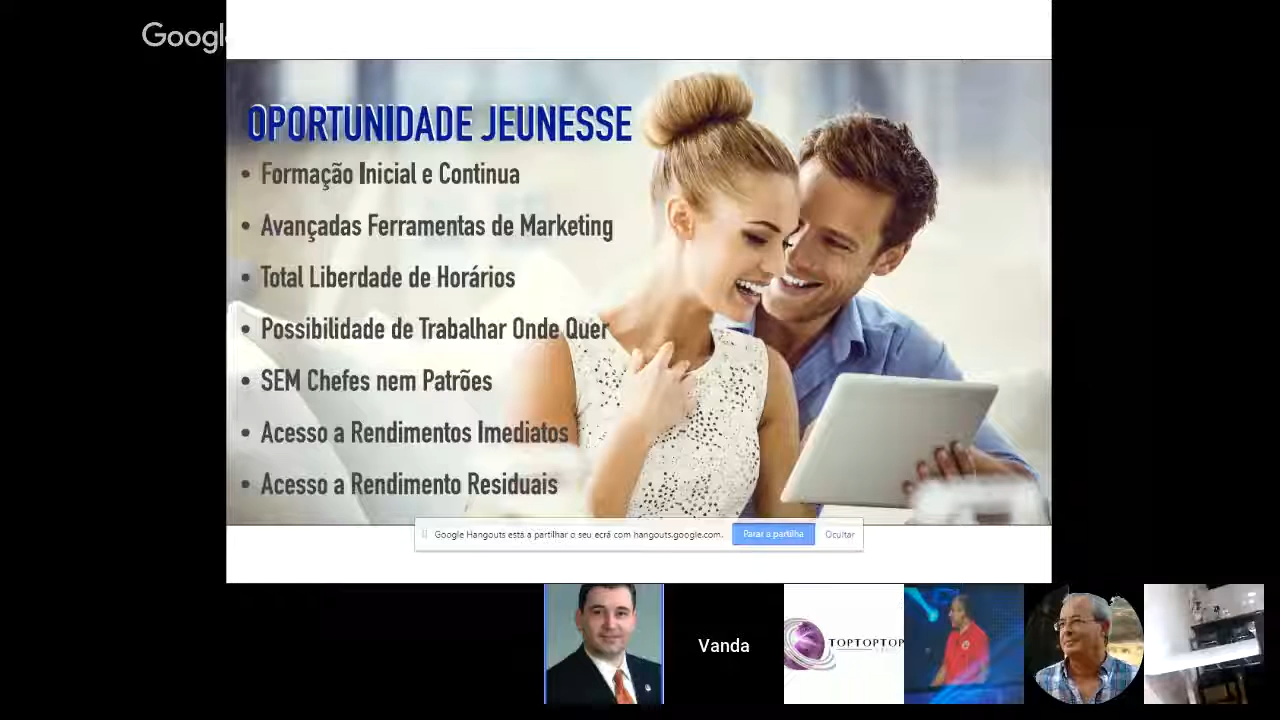 Google
OPORTUNIDADE JEUNESSE
• Formação Inicial e Continua
• Avançadas Ferramentas de Marketing
• Total Liberdade de Horários
• Possibilidade de Trabalhar Onde Quer
• SEM Chefes nem Patrões
• Acesso a Rendimentos Imediatos
• Acesso a Rendimento Residuais
Google Hangouts está a partilhar o seu ecrã com hangouts.google.com. Parar a partilha Ocultar
Vanda
TOPTOPTOP